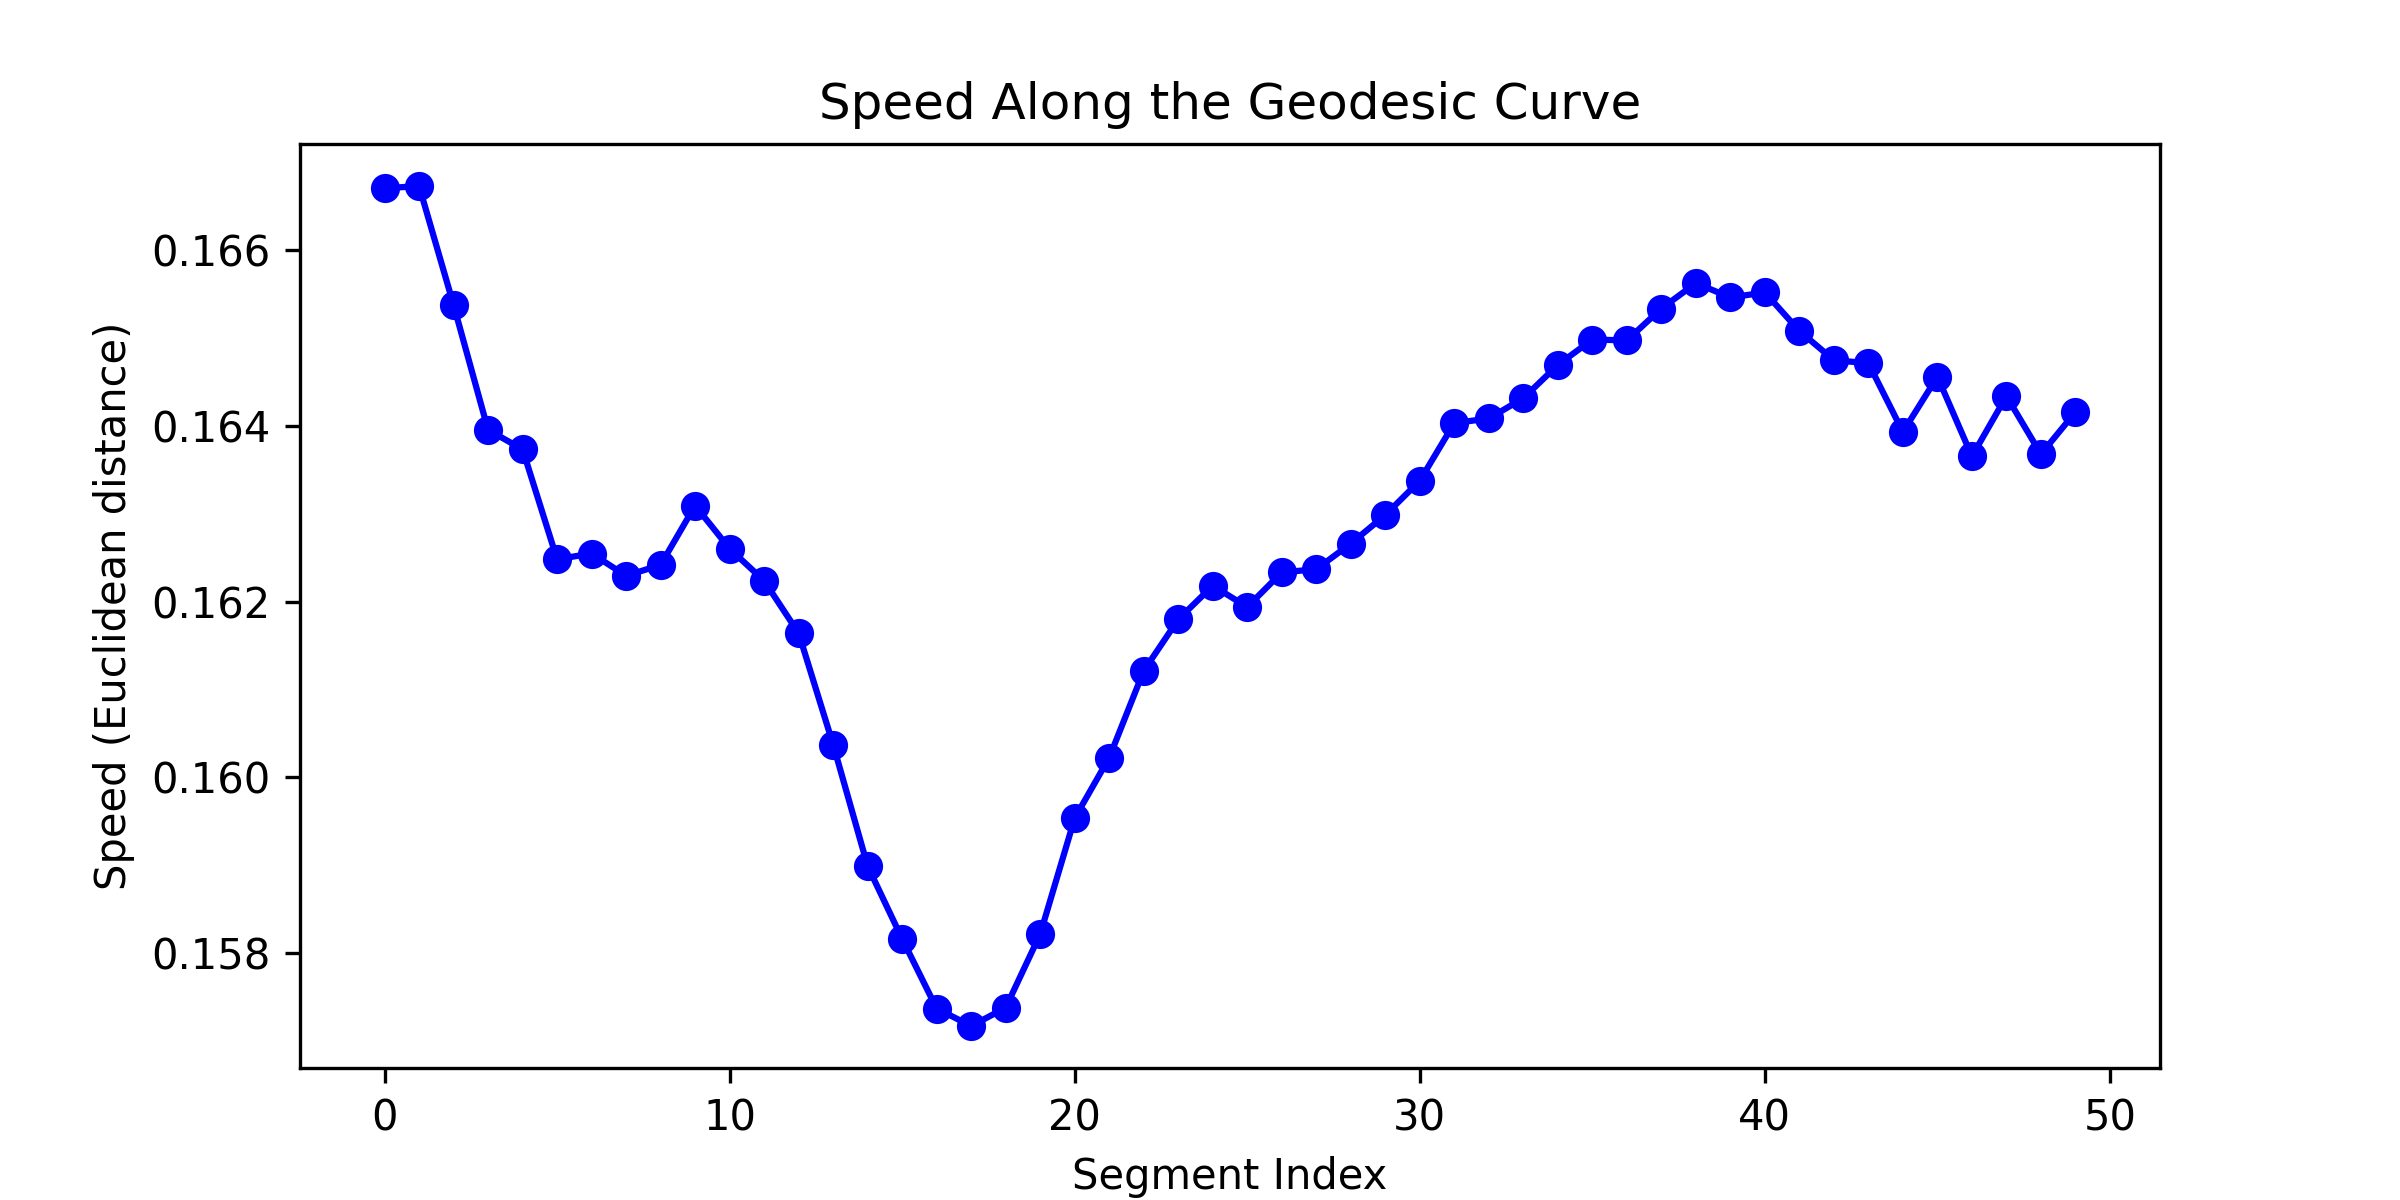 Speed Along the Geodesic Curve
Speed (Euclidean distance)
0.166
0.164
0.162
0.160
0.158
0 10 20 30 40 50
Segment Index